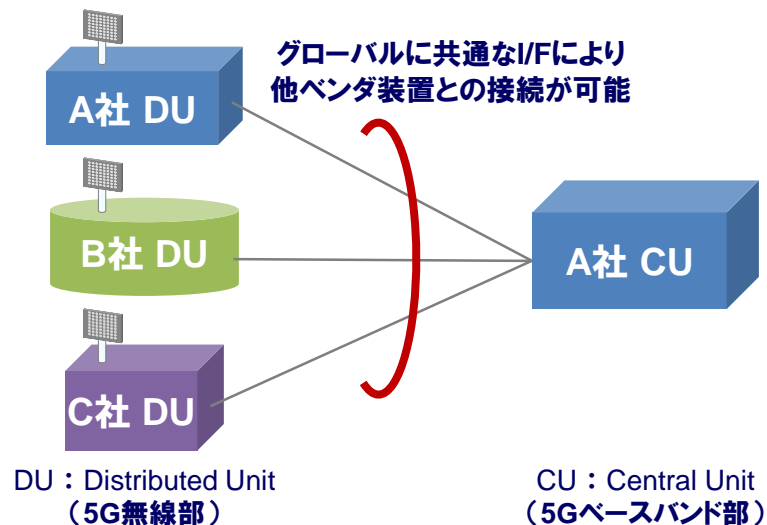 グローバルに共通なI/Fにより
他ベンダ装置との接続が可能
A社 DU
B社 DU
A社 CU
C社 DU
DU：Distributed Unit
（5G無線部）
CU：Central Unit
（5Gベースバンド部）